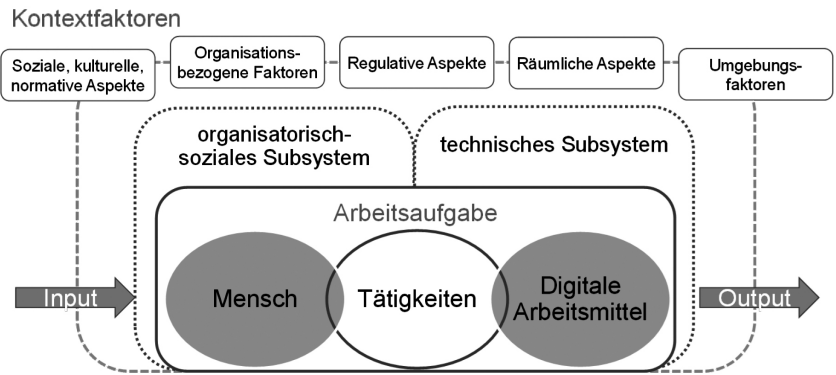 Kontextfaktoren
Soziale, kulturelle,
normative Aspekte
Organisations-
bezogene Faktoren
Regulative Aspekte
Räumliche Aspekte
Umgebungs-
faktoren
organisatorisch-
soziales Subsystem
technisches Subsystem
Arbeitsaufgabe
Input
Mensch
Tätigkeiten
Digitale
Arbeitsmittel
Output